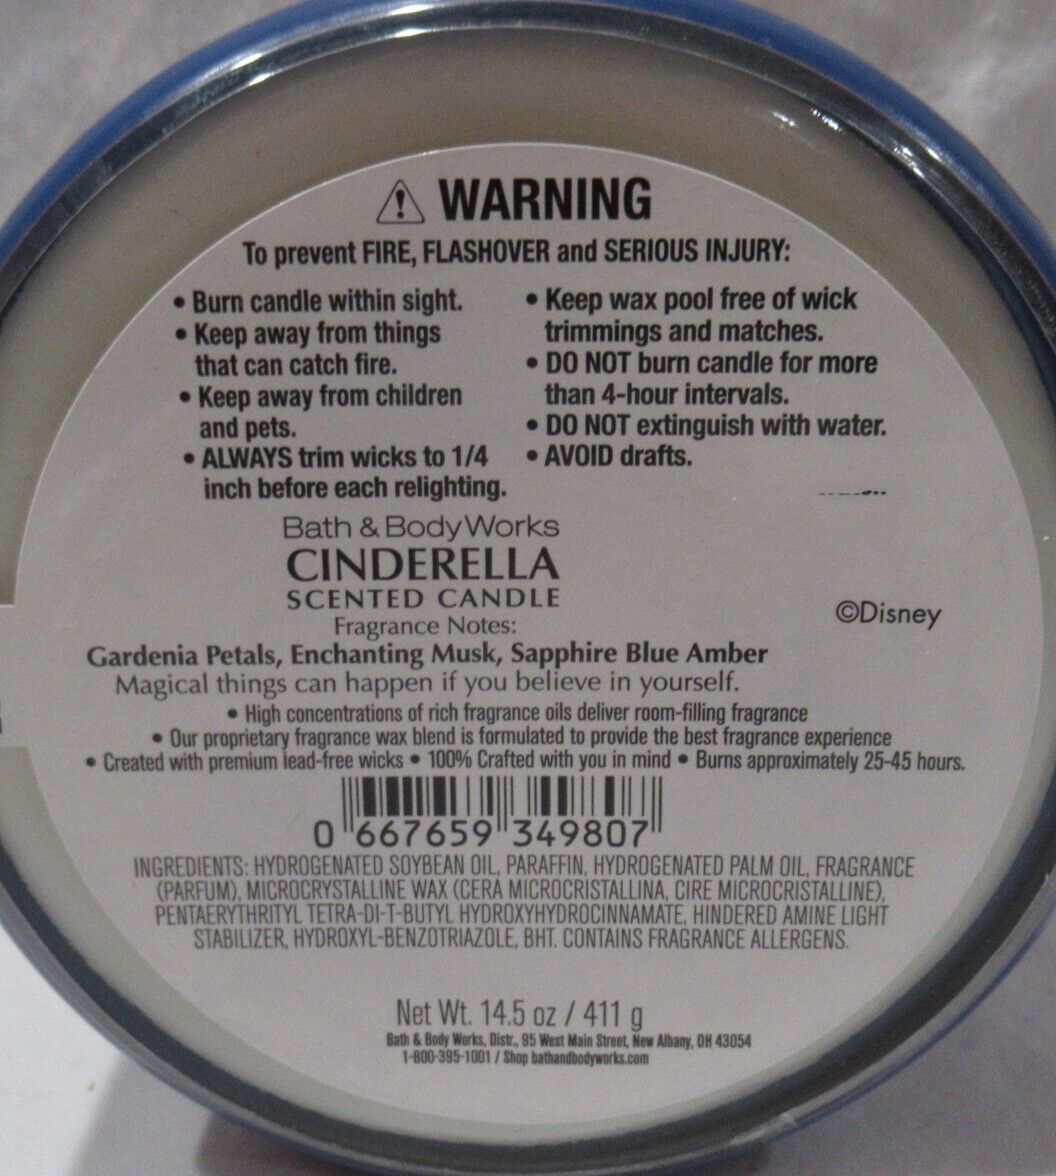 WARNING
To prevent FIRE, FLASHOVER and SERIOUS INJURY:
• Burn candle within sight.
• Keep away from things
that can catch fire.
• Keep away from children
and pets.
• ALWAYS trim wicks to 1/4
inch before each relighting.
• Keep wax pool free of wick
trimmings and matches.
• DO NOT burn candle for more
than 4-hour intervals.
• DO NOT extinguish with water.
• AVOID drafts.
Bath & Body Works
CINDERELLA
SCENTED CANDLE
©Disney
Fragrance Notes:
Gardenia Petals, Enchanting Musk, Sapphire Blue Amber
Magical things can happen if you believe in yourself.
• High concentrations of rich fragrance oils deliver room-filling fragrance
• Our proprietary fragrance wax blend is formulated to provide the best fragrance experience
• Created with premium lead-free wicks • 100% Crafted with you in mind • Burns approximately 25-45 hours.
0 667659 349807
INGREDIENTS: HYDROGENATED SOYBEAN OIL, PARAFFIN, HYDROGENATED PALM OIL, FRAGRANCE
(PARFUM), MICROCRYSTALLINE WAX (CERA MICROCRISTALLINA, CIRE MICROCRISTALLINE),
PENTAERYTHRITYL TETRA-DI-T-BUTYL HYDROXYHYDROCINNAMATE, HINDERED AMINE LIGHT
STABILIZER, HYDROXYL-BENZOTRIAZOLE, BHT. CONTAINS FRAGRANCE ALLERGENS.
Net Wt. 14.5 oz / 411 g
Bath & Body Works, Distr., 95 West Main Street, New Albany, OH 43054
1-800-395-1001 / Shop bathandbodyworks.com